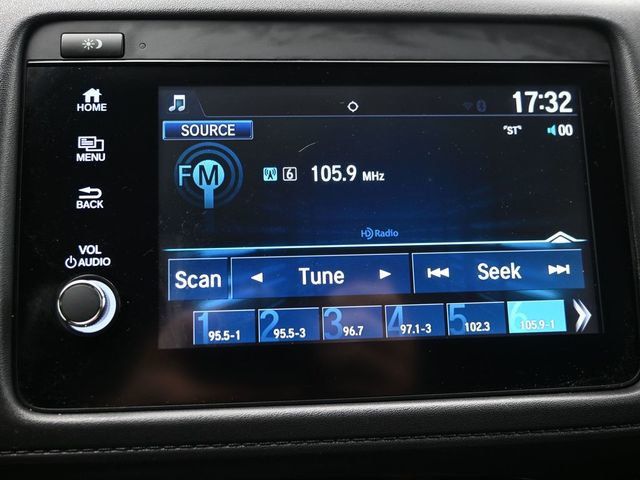 HOME
MENU
BACK
VOL
AUDIO
17:32
SOURCE
"ST"
00
FM
6 105.9 MHz
HD Radio
Scan
Tune
Seek
1 95.5-1
2 95.5-3
3 96.7
4 97.1-3
5 102.3
6 105.9-1